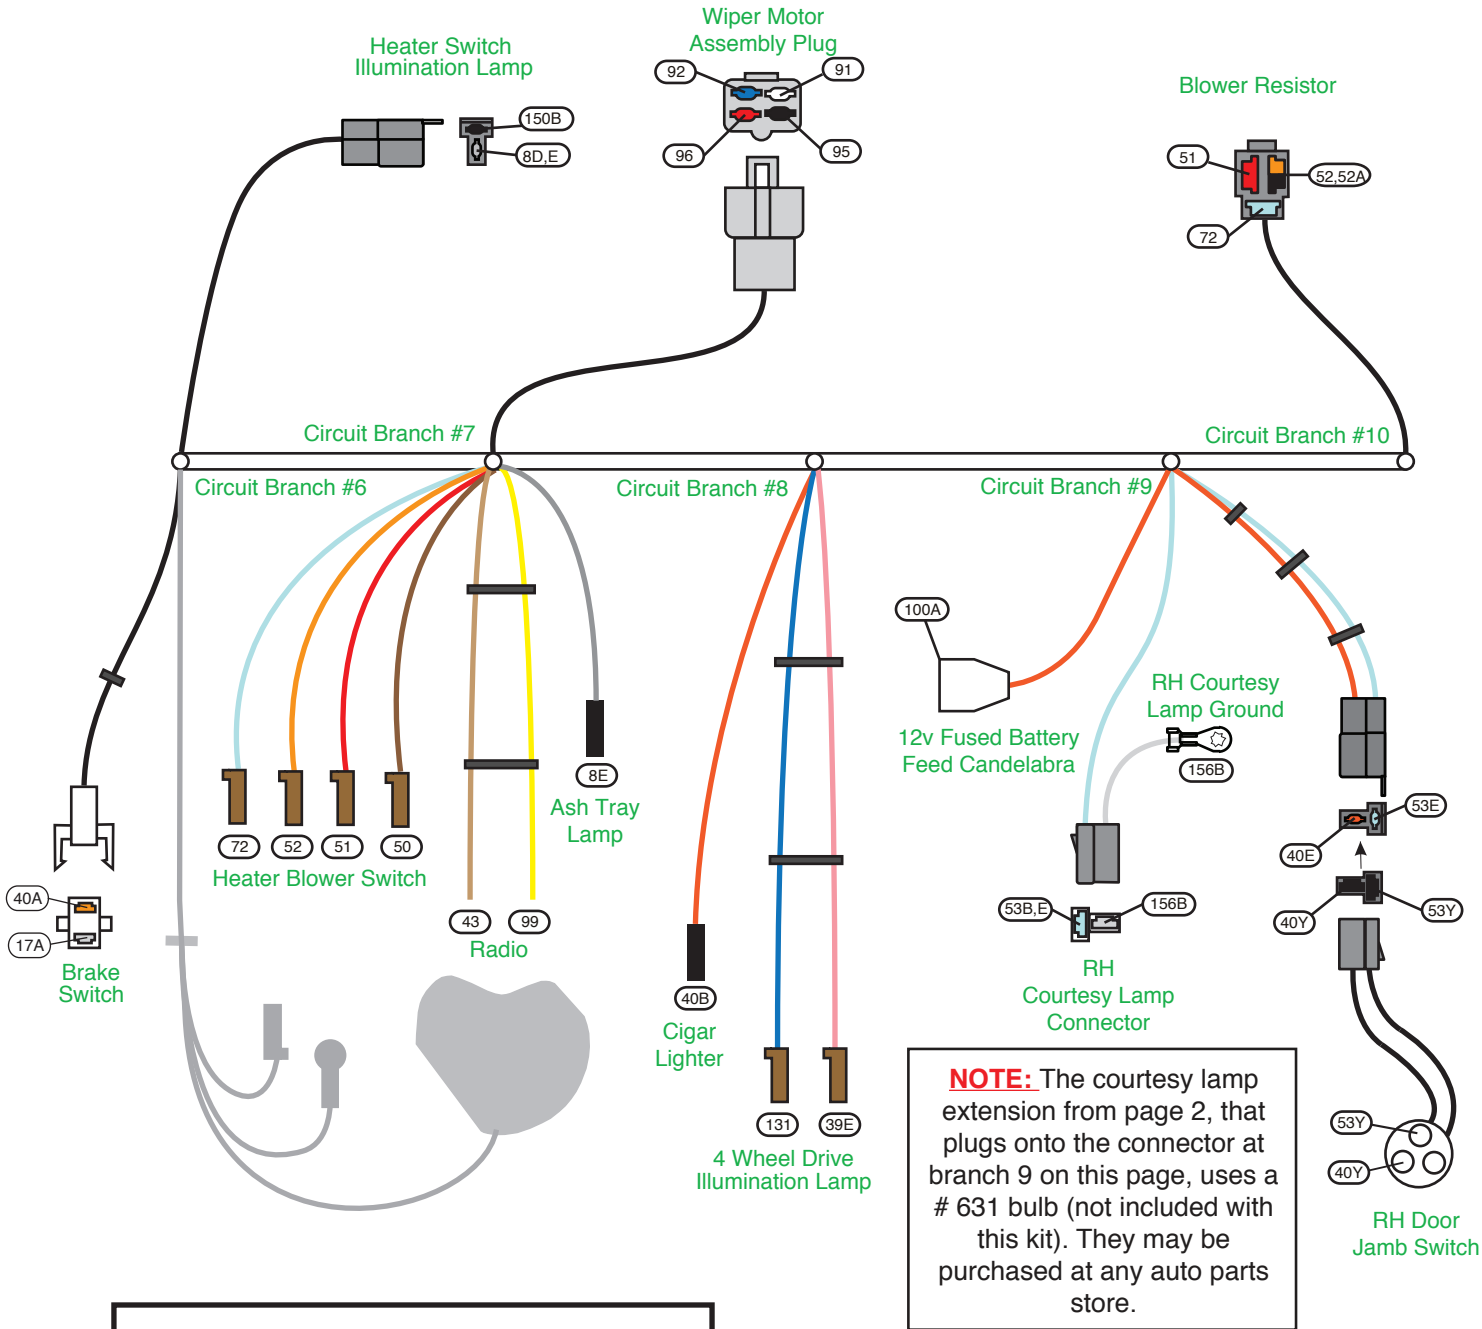 Wiper Motor
Assembly Plug
Heater Switch
Illumination Lamp
Blower Resistor
92
91
96
95
150B
8D,E
51
52,52A
72
Circuit Branch #7
Circuit Branch #10
Circuit Branch #6
Circuit Branch #8
Circuit Branch #9
100A
12v Fused Battery
Feed Candelabra
RH Courtesy
Lamp Ground
156B
8E
Ash Tray
Lamp
72
52
51
50
Heater Blower Switch
43
99
Radio
40A
17A
Brake
Switch
40B
Cigar
Lighter
131
39E
4 Wheel Drive
Illumination Lamp
53B,E
156B
RH
Courtesy Lamp
Connector
53E
40E
40Y
53Y
53Y
40Y
RH Door
Jamb Switch
NOTE: The courtesy lamp
extension from page 2, that
plugs onto the connector at
branch 9 on this page, uses a
# 631 bulb (not included with
this kit). They may be
purchased at any auto parts
store.